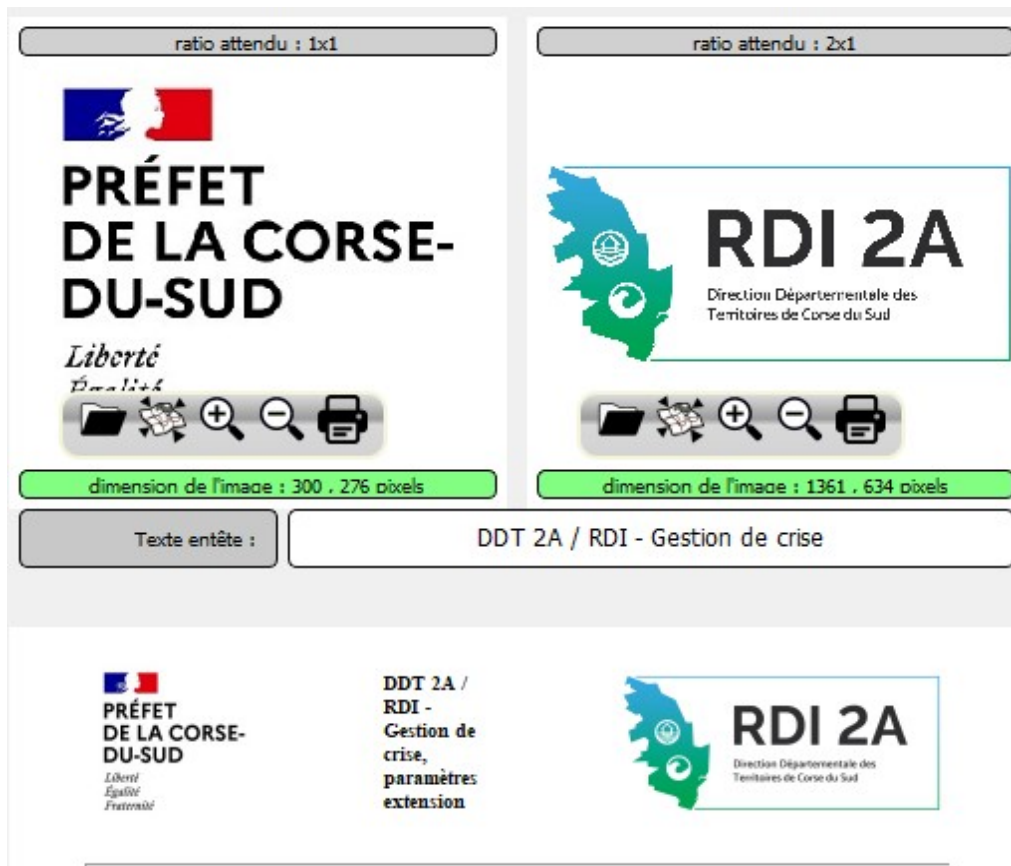 ratio attendu : 1x1
ratio attendu : 2x1
PRÉFET
DE LA CORSE-
DU-SUD
Liberté
Égalité
RDI 2A
Direction Départementale des
Territoires de Corse du Sud
dimension de l'image : 300 , 276 pixels
dimension de l'image : 1361 , 634 pixels
Texte entête :
DDT 2A / RDI - Gestion de crise
PRÉFET
DE LA CORSE-
DU-SUD
Liberté
Égalité
Fraternité
DDT 2A /
RDI -
Gestion de
crise,
paramètres
extension
RDI 2A
Direction Départementale des
Territoires de Corse du Sud